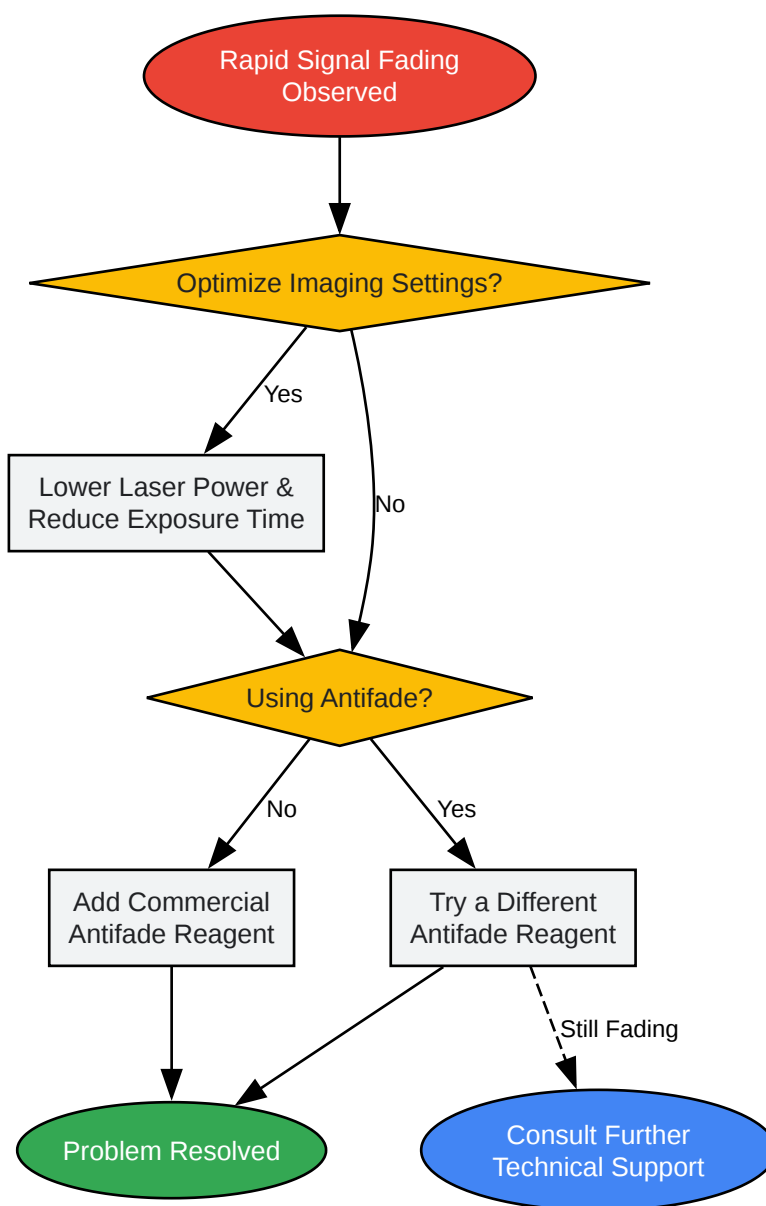 Rapid Signal Fading
Observed
Optimize Imaging Settings?
Yes
Lower Laser Power &
Reduce Exposure Time
No
Using Antifade?
No
Yes
Add Commercial
Antifade Reagent
Try a Different
Antifade Reagent
Still Fading
Problem Resolved
Consult Further
Technical Support